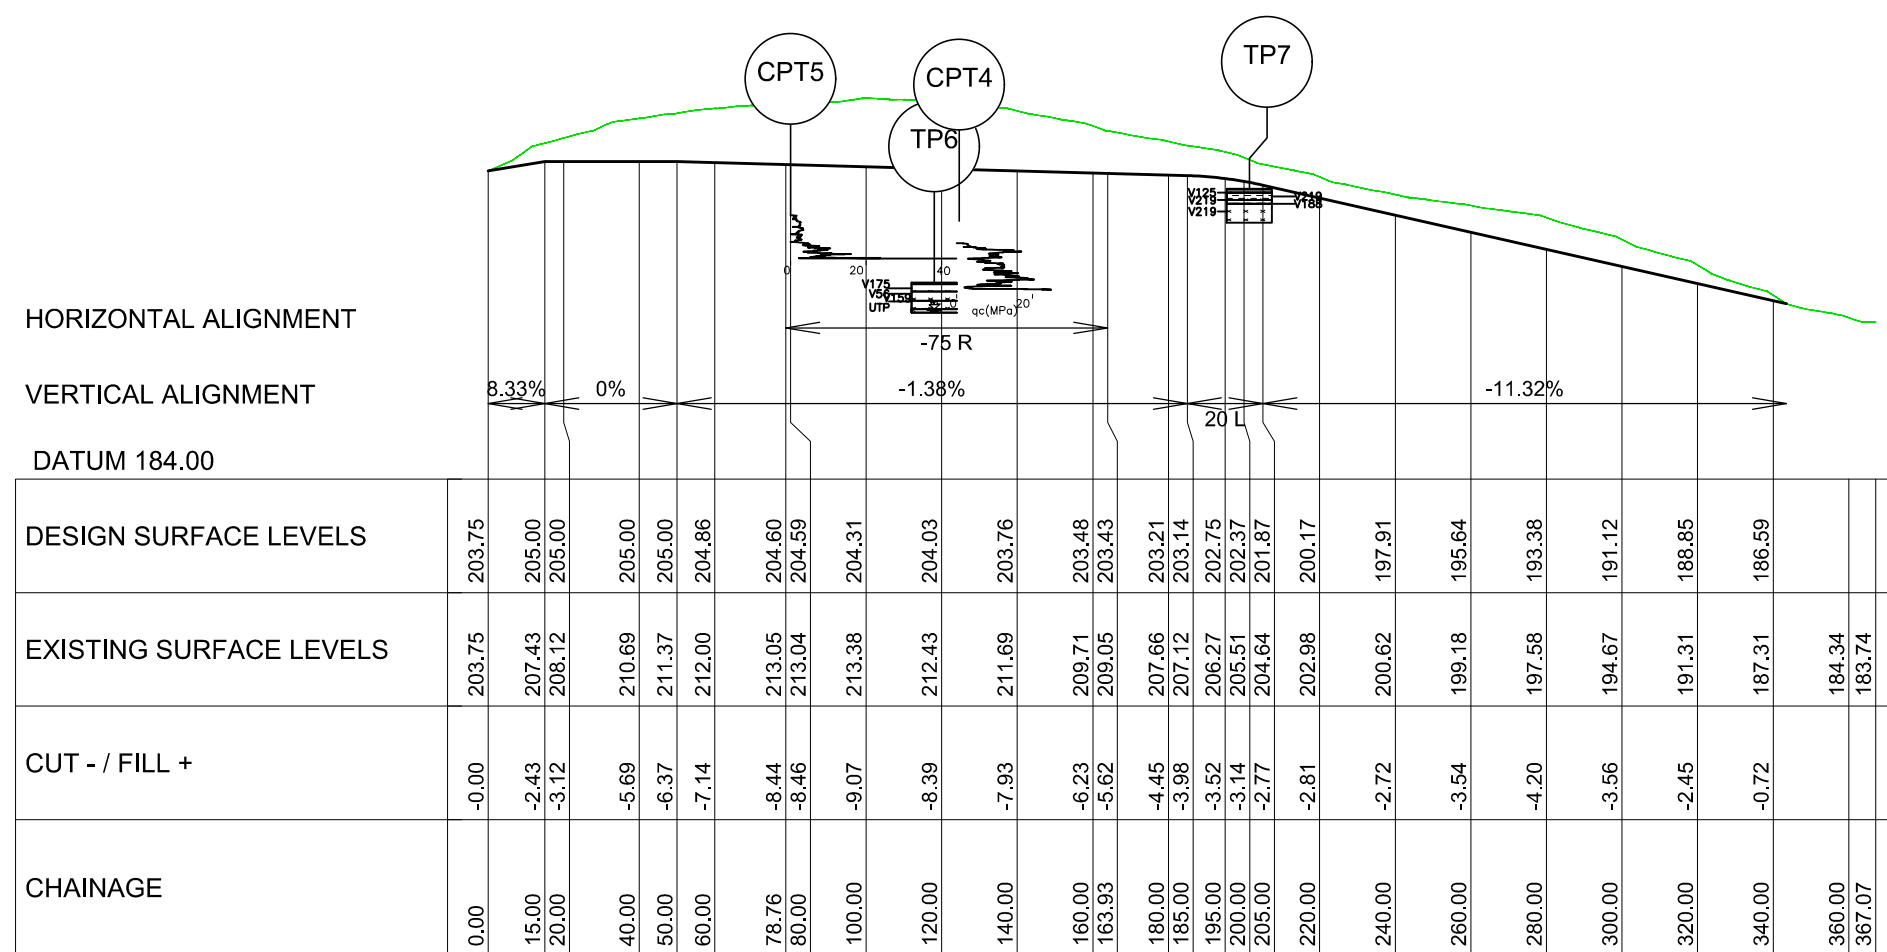 CPT5
CPT4
TP7
TP6
V125
V219
V219
V219
V188
0
20
40
V175
V56
V159
UTP
0
20
qc(MPa)
HORIZONTAL ALIGNMENT
-75 R
VERTICAL ALIGNMENT
8.33% 0% -1.38% -11.32%
20 L
DATUM 184.00
DESIGN SURFACE LEVELS 203.75 205.00 205.00 205.00 205.00 204.86 204.60 204.59 204.31 204.03 203.76 203.48 203.43 203.21 203.14 202.75 202.37 201.87 200.17 197.91 195.64 193.38 191.12 188.85 186.59
EXISTING SURFACE LEVELS 203.75 207.43 208.12 210.69 211.37 212.00 213.05 213.04 213.38 212.43 211.69 209.71 209.05 207.66 207.12 206.27 205.51 204.64 202.98 200.62 199.18 197.58 194.67 191.31 187.31 184.34 183.74
CUT - / FILL + -0.00 -2.43 -3.12 -5.69 -6.37 -7.14 -8.44 -8.46 -9.07 -8.39 -7.93 -6.23 -5.62 -4.45 -3.98 -3.52 -3.14 -2.77 -2.81 -2.72 -3.54 -4.20 -3.56 -2.45 -0.72
CHAINAGE 0.00 15.00 20.00 40.00 50.00 60.00 78.76 80.00 100.00 120.00 140.00 160.00 163.93 180.00 185.00 195.00 200.00 205.00 220.00 240.00 260.00 280.00 300.00 320.00 340.00 360.00 367.07